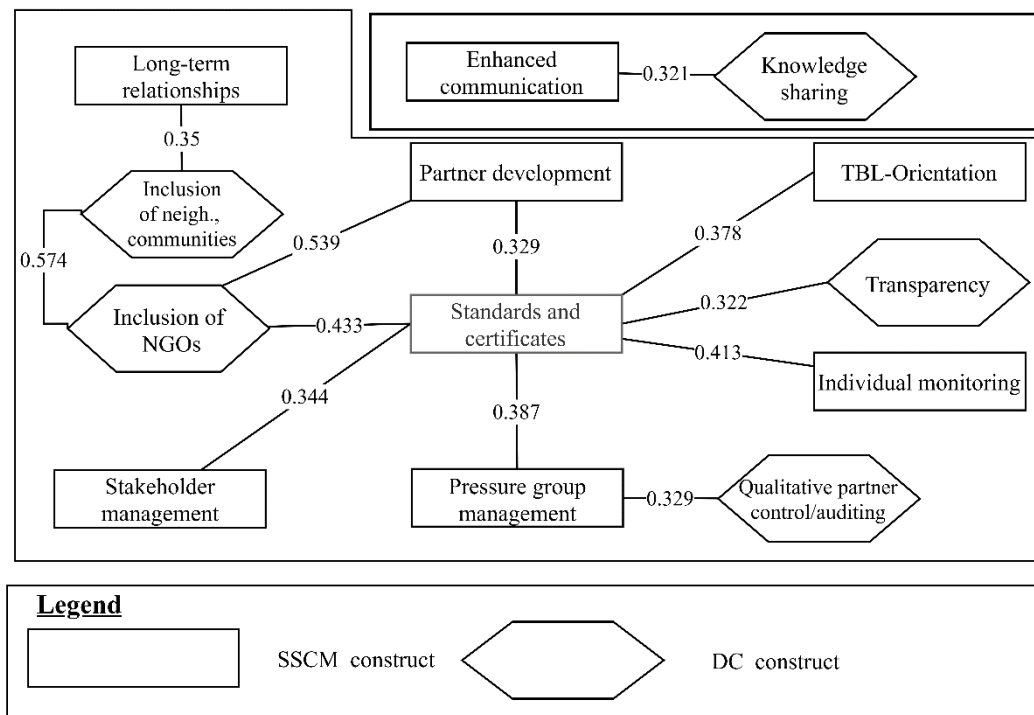 Long-term
relationships
Enhanced
communication
0.321
Knowledge
sharing
0.35
Inclusion
of neigh.,
communities
Partner development
TBL-Orientation
0.574
0.539
0.329
0.378
Transparency
0.322
Inclusion of
NGOs
0.433
Standards and
certificates
0.413
Individual monitoring
0.344
0.387
Stakeholder
management
Pressure group
management
0.329
Qualitative partner
control/auditing
Legend
SSCM construct
DC construct